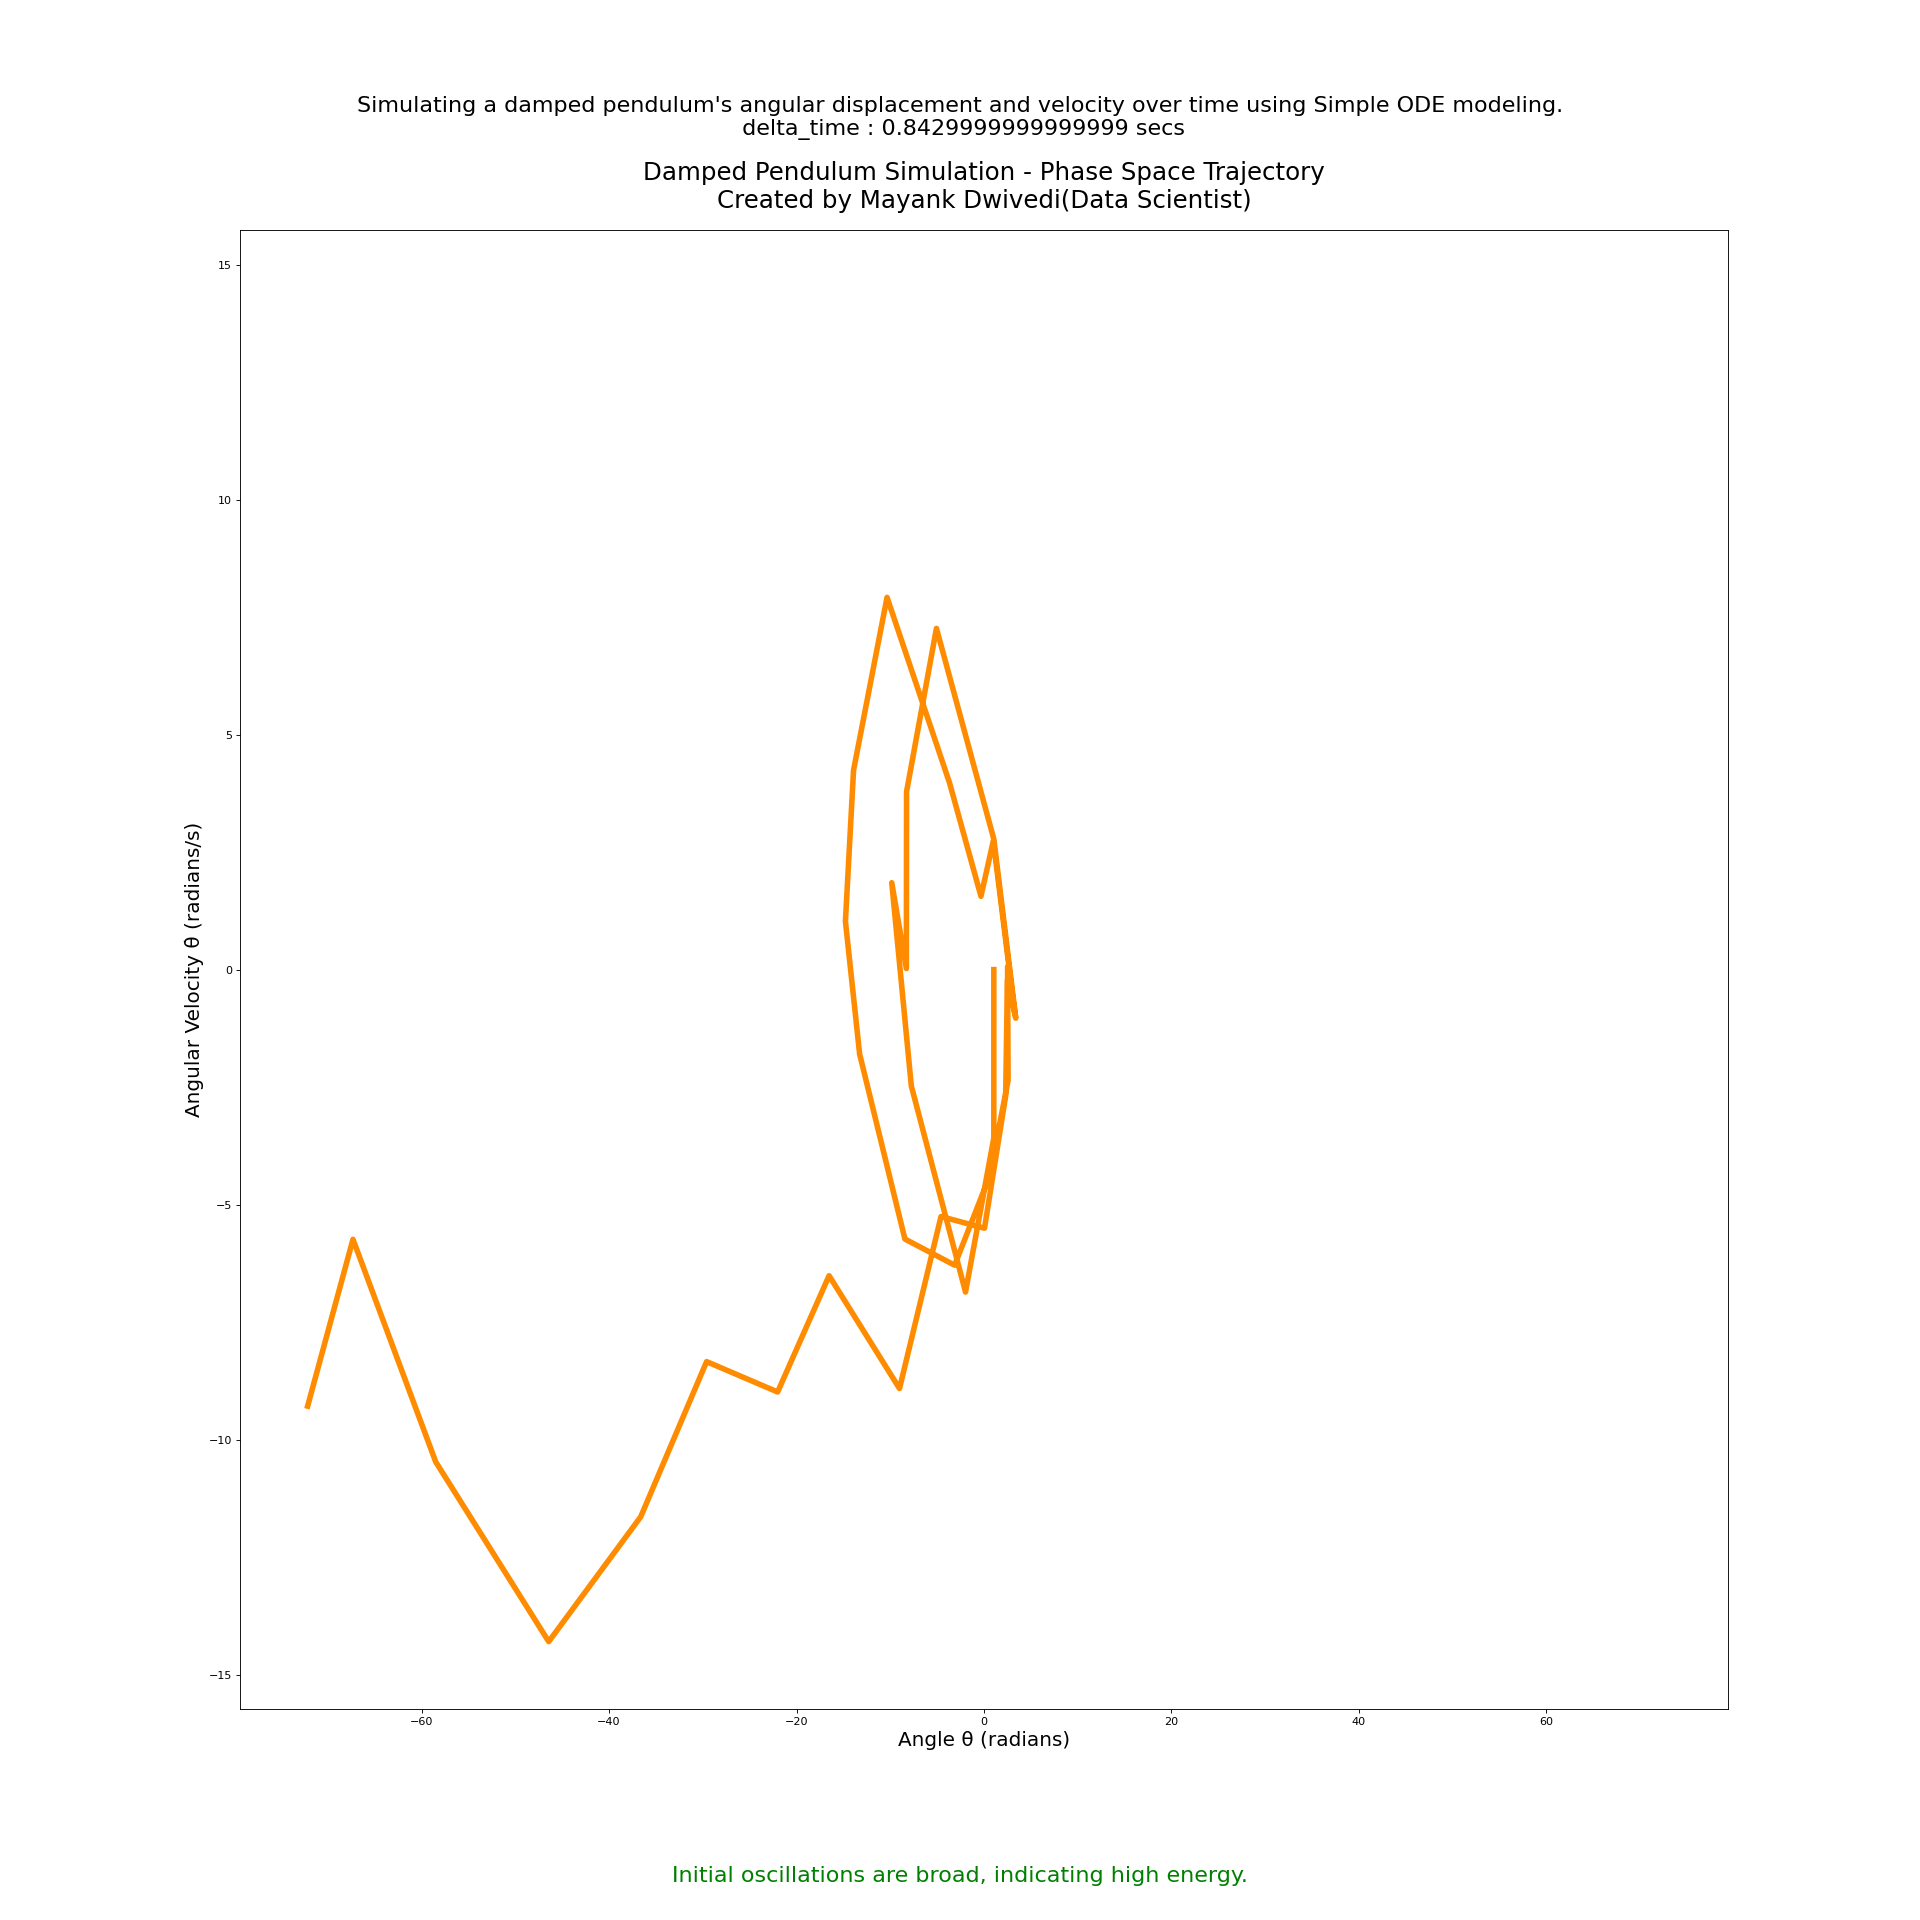 Simulating a damped pendulum's angular displacement and velocity over time using Simple ODE modeling.
delta_time : 0.8429999999999999 secs
Damped Pendulum Simulation - Phase Space Trajectory
Created by Mayank Dwivedi(Data Scientist)
15
10
5
0
−5
−10
−15
Angular Velocity θ (radians/s)
−60
−40
−20
0
20
40
60
Angle θ (radians)
Initial oscillations are broad, indicating high energy.